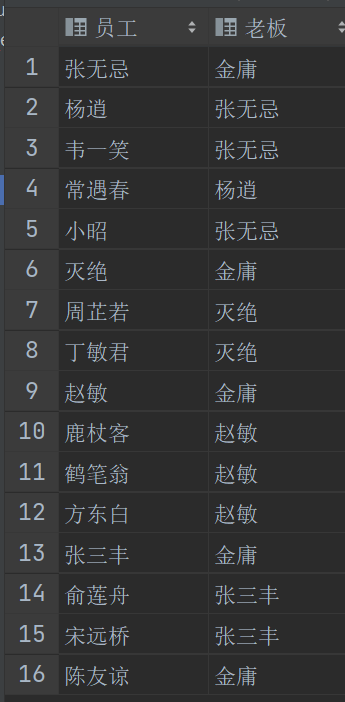 员工 老板
1 张无忌 金庸
2 杨逍 张无忌
3 韦一笑 张无忌
4 常遇春 杨逍
5 小昭 张无忌
6 灭绝 金庸
7 周芷若 灭绝
8 丁敏君 灭绝
9 赵敏 金庸
10 鹿杖客 赵敏
11 鹤笔翁 赵敏
12 方东白 赵敏
13 张三丰 金庸
14 俞莲舟 张三丰
15 宋远桥 张三丰
16 陈友谅 金庸